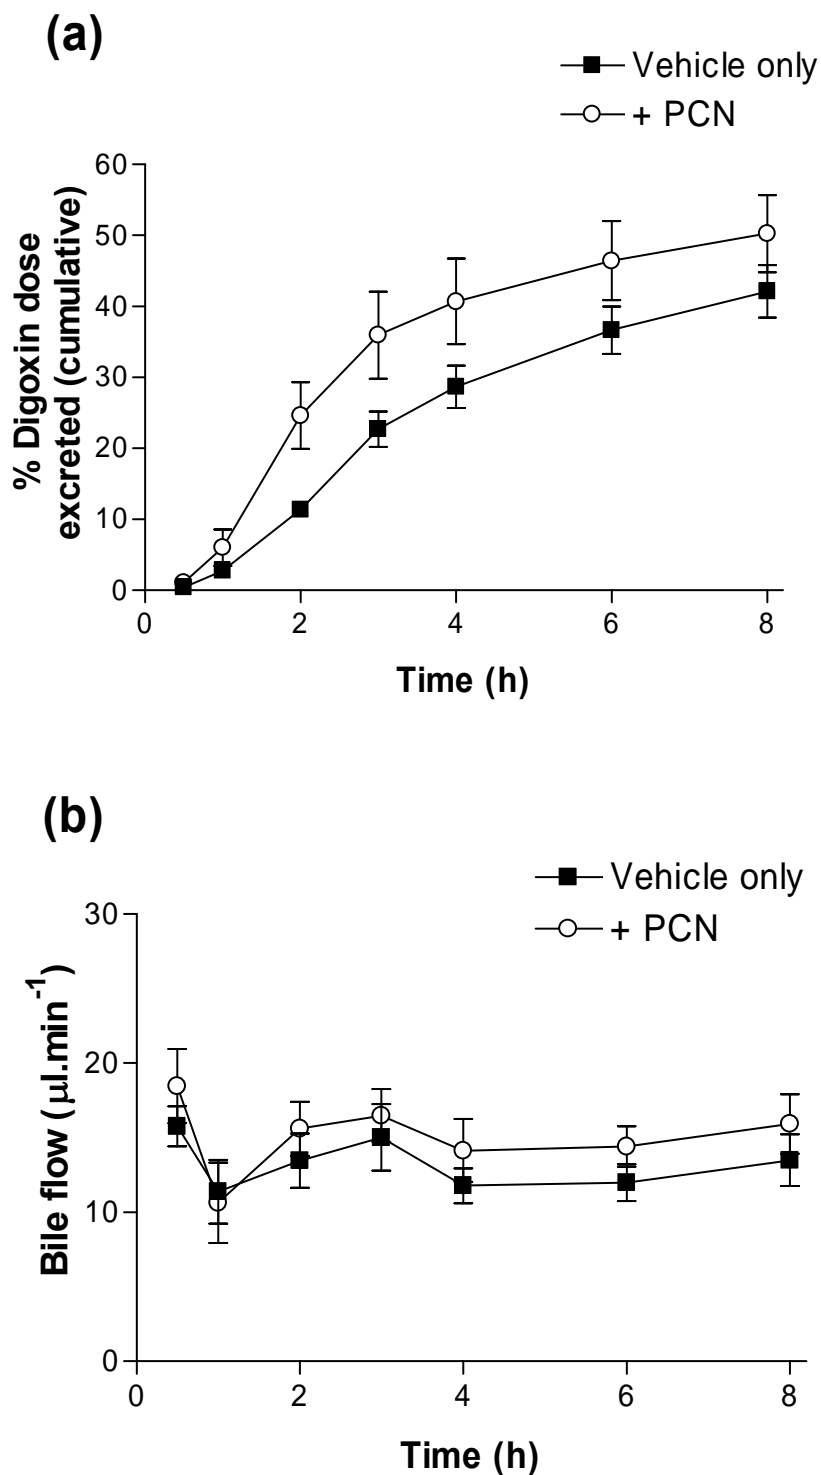 (a)
Vehicle only
+ PCN
% Digoxin dose
excreted (cumulative)
60
50
40
30
20
10
0
0 2 4 6 8
Time (h)
(b)
Vehicle only
+ PCN
Bile flow (µl.min⁻¹)
30
20
10
0
0 2 4 6 8
Time (h)